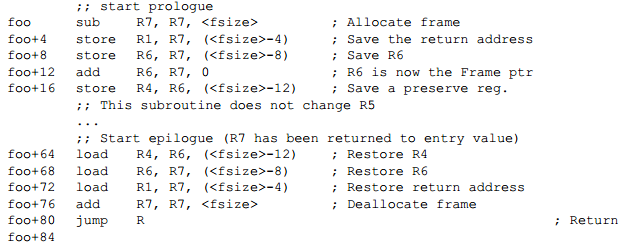 ;; start prologue
foo sub R7, R7, <fsize> ; Allocate frame
foo+4 store R1, R7, (<fsize>-4) ; Save the return address
foo+8 store R6, R7, (<fsize>-8) ; Save R6
foo+12 add R6, R7, 0 ; R6 is now the Frame ptr
foo+16 store R4, R6, (<fsize>-12) ; Save a preserve reg.
;; This subroutine does not change R5
...
;; Start epilogue (R7 has been returned to entry value)
foo+64 load R4, R6, (<fsize>-12) ; Restore R4
foo+68 load R6, R7, (<fsize>-8) ; Restore R6
foo+72 load R1, R7, (<fsize>-4) ; Restore return address
foo+76 add R7, R7, <fsize> ; Deallocate frame
foo+80 jump R ; Return
foo+84